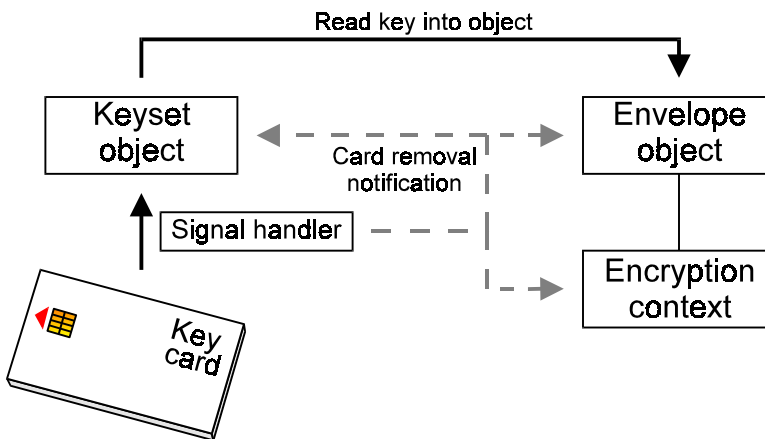 Read key into object
Keyset
object
Envelope
object
Card removal
notification
Signal handler
Encryption
context
Key
card